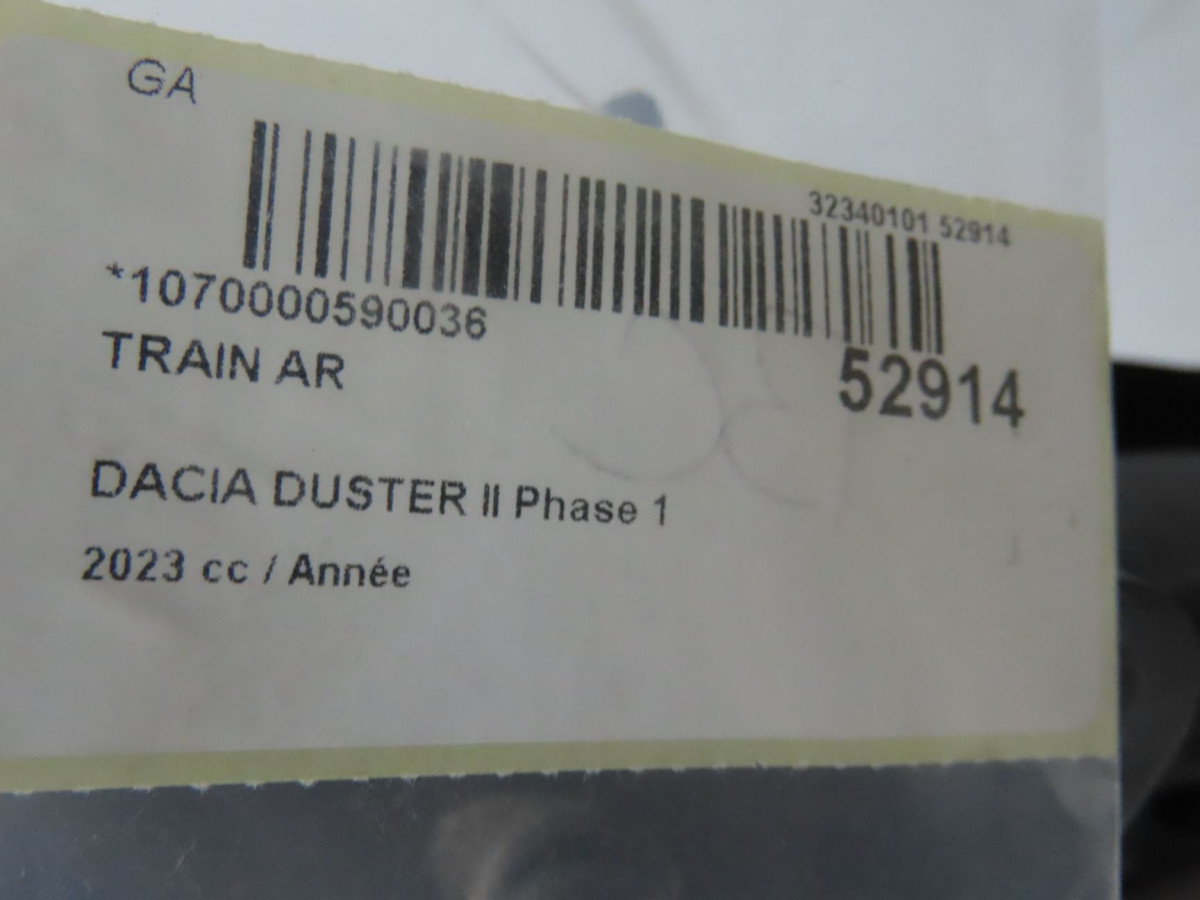 GA
32340101 52914
*1070000590036
52914
TRAIN AR
DACIA DUSTER II Phase 1
2023 cc / Année